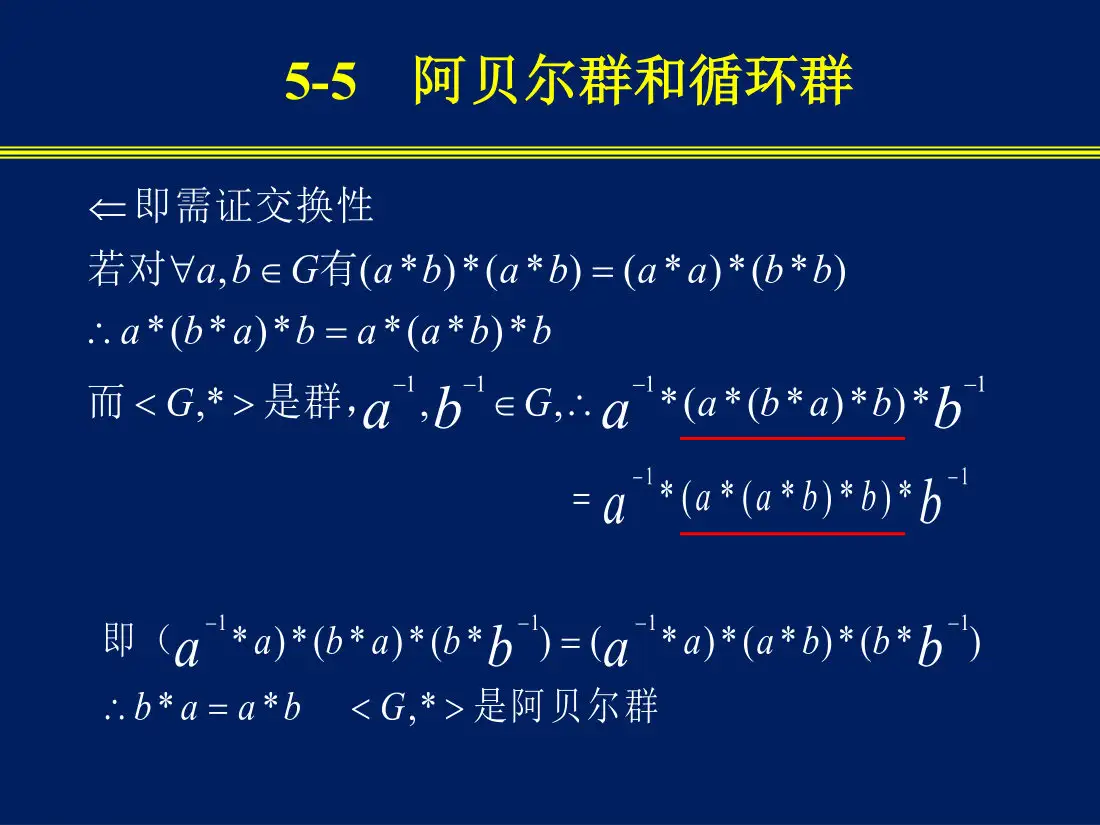 5-5 阿贝尔群和循环群
⇐即需证交换性
若对∀a,b∈G有(a*b)*(a*b)=(a*a)*(b*b)
∴a*(b*a)*b=a*(a*b)*b
而<G,*>是群，a⁻¹,b⁻¹∈G,∴a⁻¹*(a*(b*a)*b)*b⁻¹
=a⁻¹*(a*(a*b)*b)*b⁻¹
即（a⁻¹*a)*(b*a)*(b*b⁻¹)=(a⁻¹*a)*(a*b)*(b*b⁻¹)
∴b*a=a*b <G,*>是阿贝尔群